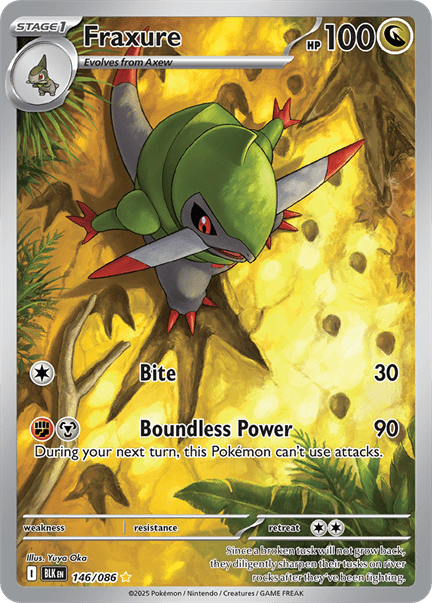 STAGE 1
Fraxure
HP 100
Evolves from Axew
Bite 30
Boundless Power 90
During your next turn, this Pokémon can't use attacks.
weakness resistance retreat
Illus. Yuya Oka
I BLK EN 146/086
Since a broken tusk will not grow back,
they diligently sharpen their tusks on river
rocks after they've been fighting.
©2025 Pokémon / Nintendo / Creatures / GAME FREAK